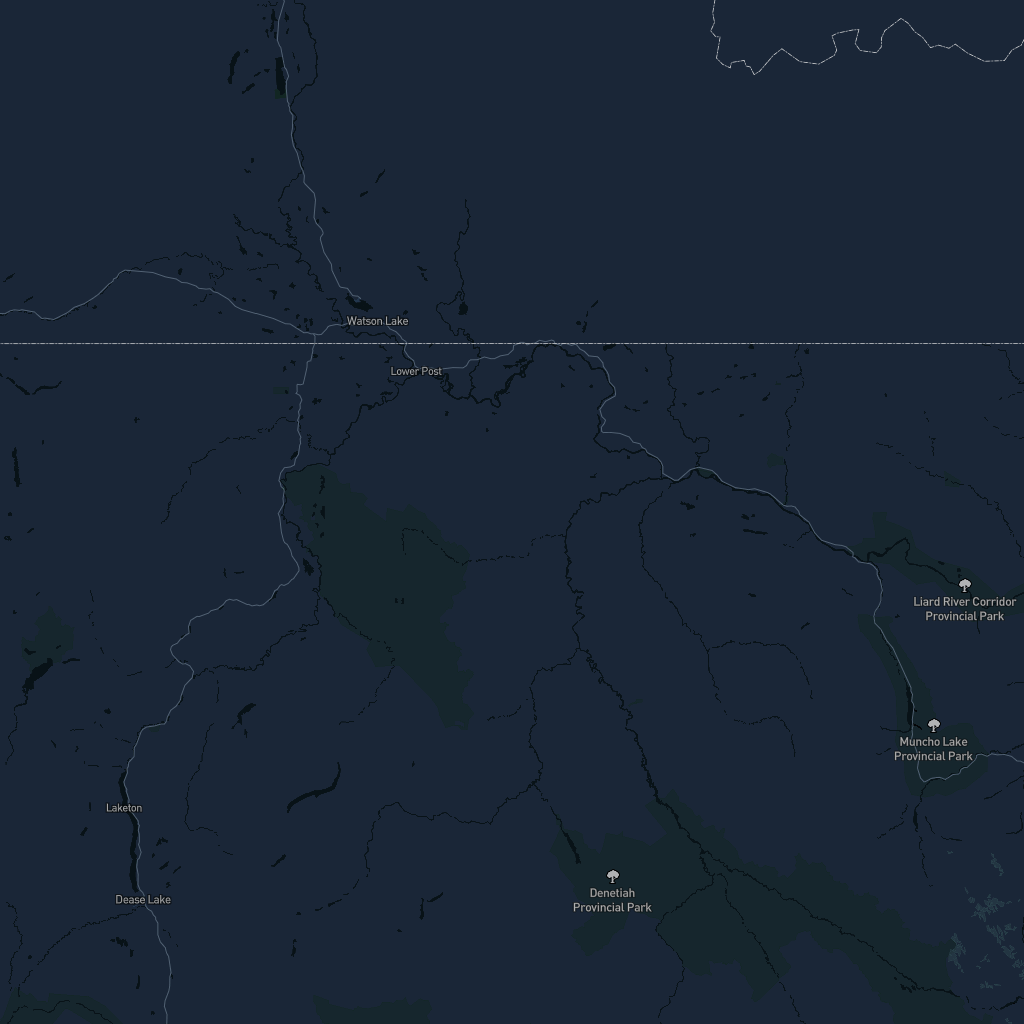 Watson Lake
Lower Post
Liard River Corridor
Provincial Park
Muncho Lake
Provincial Park
Laketon
Denetiah
Provincial Park
Dease Lake